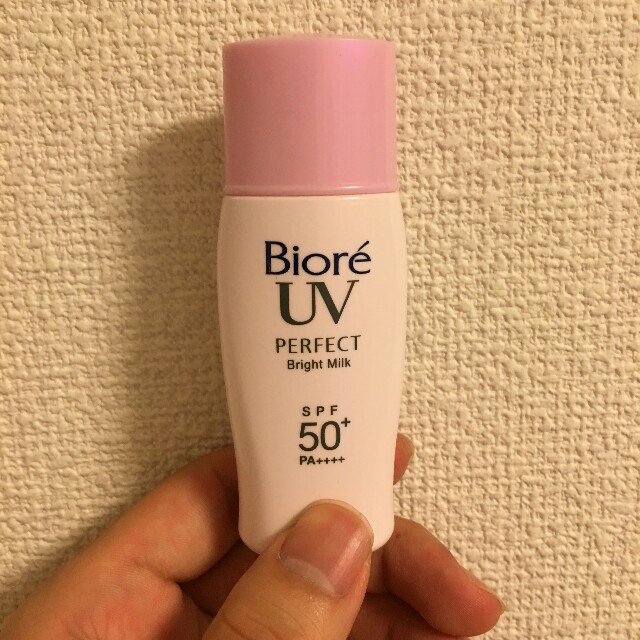 Bioré
UV
PERFECT
Bright Milk
SPF
50+
PA++++